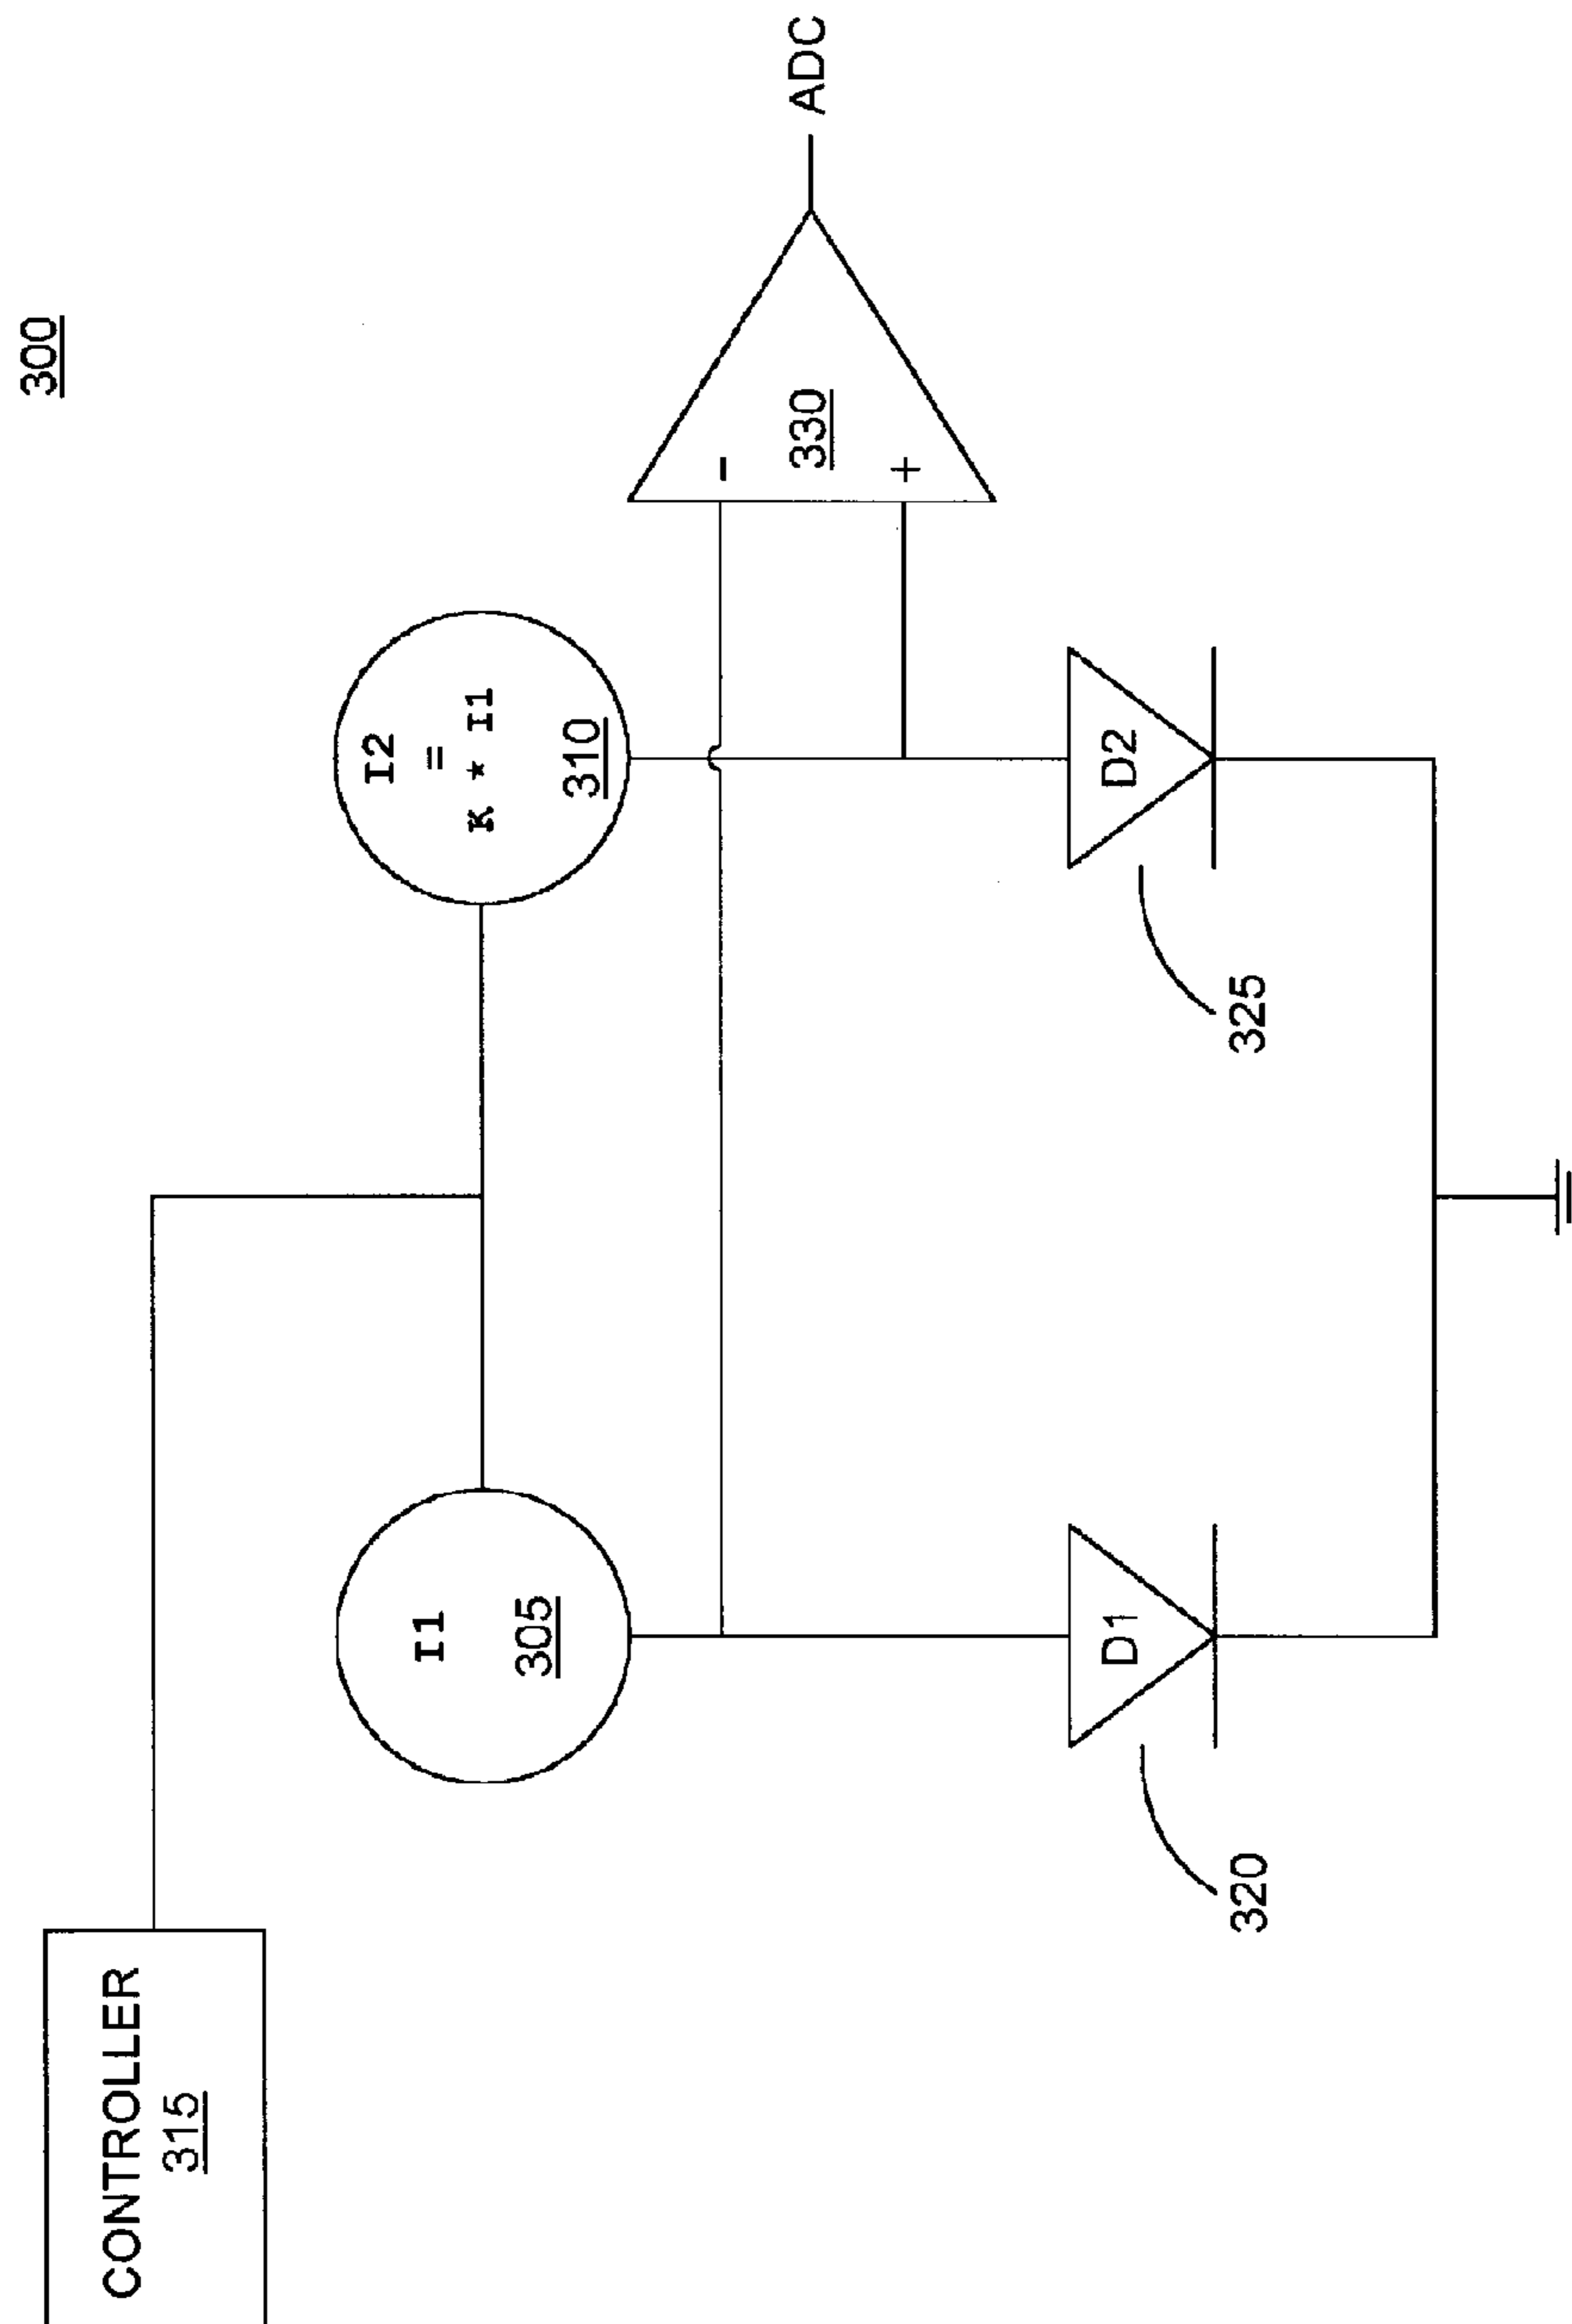 300
CONTROLLER
315
I1
305
I2
=
K * I1
310
-
330
+
ADC
D1
320
D2
325